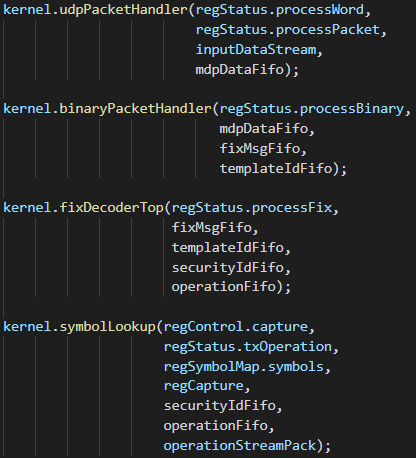 kernel.udpPacketHandler(regStatus.processWord,
regStatus.processPacket,
inputDataStream,
mdpDataFifo);
kernel.binaryPacketHandler(regStatus.processBinary,
mdpDataFifo,
fixMsgFifo,
templateIdFifo);
kernel.fixDecoderTop(regStatus.processFix,
fixMsgFifo,
templateIdFifo,
securityIdFifo,
operationFifo);
kernel.symbolLookup(regControl.capture,
regStatus.txOperation,
regSymbolMap.symbols,
regCapture,
securityIdFifo,
operationFifo,
operationStreamPack);